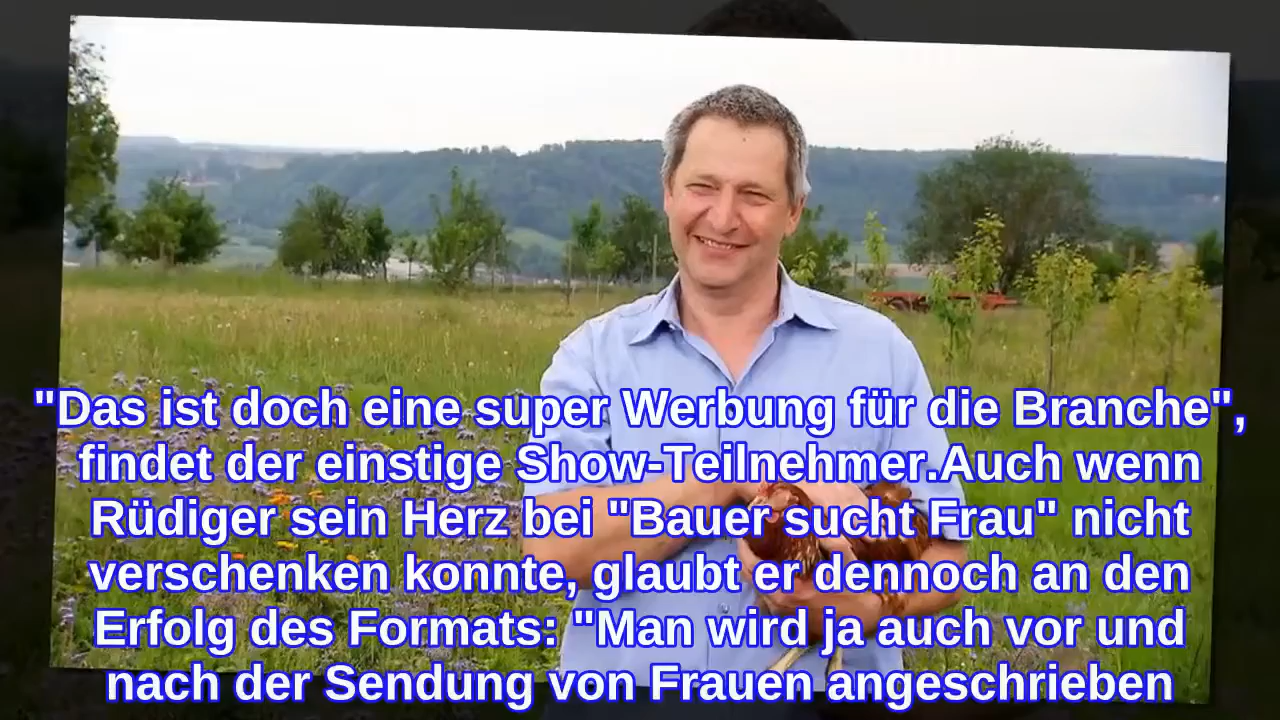 "Das ist doch eine super Werbung für die Branche",
findet der einstige Show-Teilnehmer.Auch wenn
Rüdiger sein Herz bei "Bauer sucht Frau" nicht
verschenken konnte, glaubt er dennoch an den
Erfolg des Formats: "Man wird ja auch vor und
nach der Sendung von Frauen angeschrieben